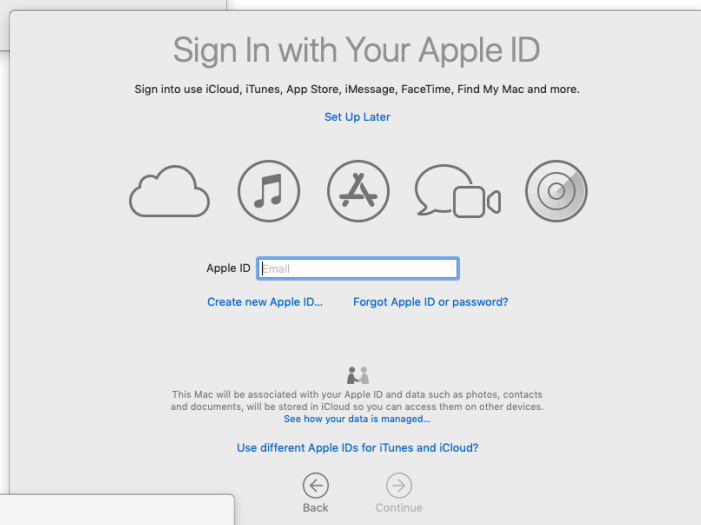 Sign In with Your Apple ID
Sign into use iCloud, iTunes, App Store, iMessage, FaceTime, Find My Mac and more.
Set Up Later
Apple ID Email
Create new Apple ID... Forgot Apple ID or password?
This Mac will be associated with your Apple ID and data such as photos, contacts
and documents, will be stored in iCloud so you can access them on other devices.
See how your data is managed...
Use different Apple IDs for iTunes and iCloud?
Back Continue